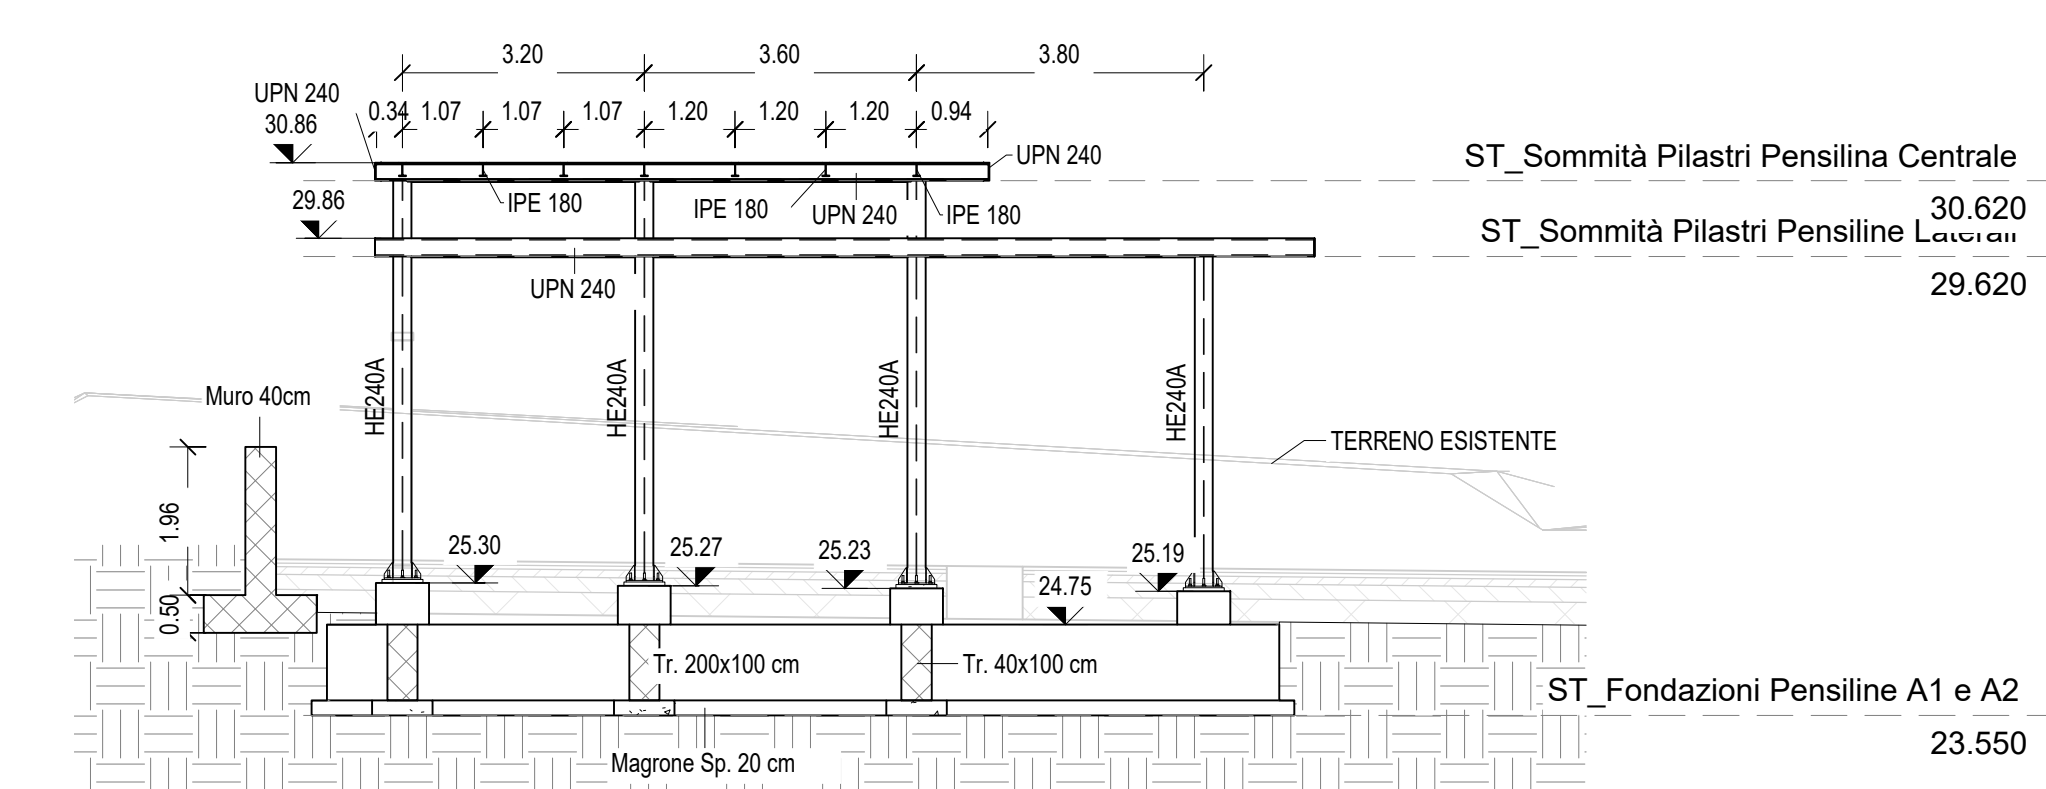 3.20 3.60 3.80
UPN 240
0.34 1.07 1.07 1.07 1.20 1.20 1.20 0.94
30.86
UPN 240
ST_Sommità Pilastri Pensilina Centrale
29.86
IPE 180 IPE 180 UPN 240 IPE 180
30.620
ST_Sommità Pilastri Pensiline Laterali
UPN 240
29.620
HE240A HE240A HE240A HE240A
Muro 40cm
TERRENO ESISTENTE
1.96
25.30 25.27 25.23 25.19
24.75
0.50
Tr. 200x100 cm Tr. 40x100 cm
ST_Fondazioni Pensiline A1 e A2
23.550
Magrone Sp. 20 cm